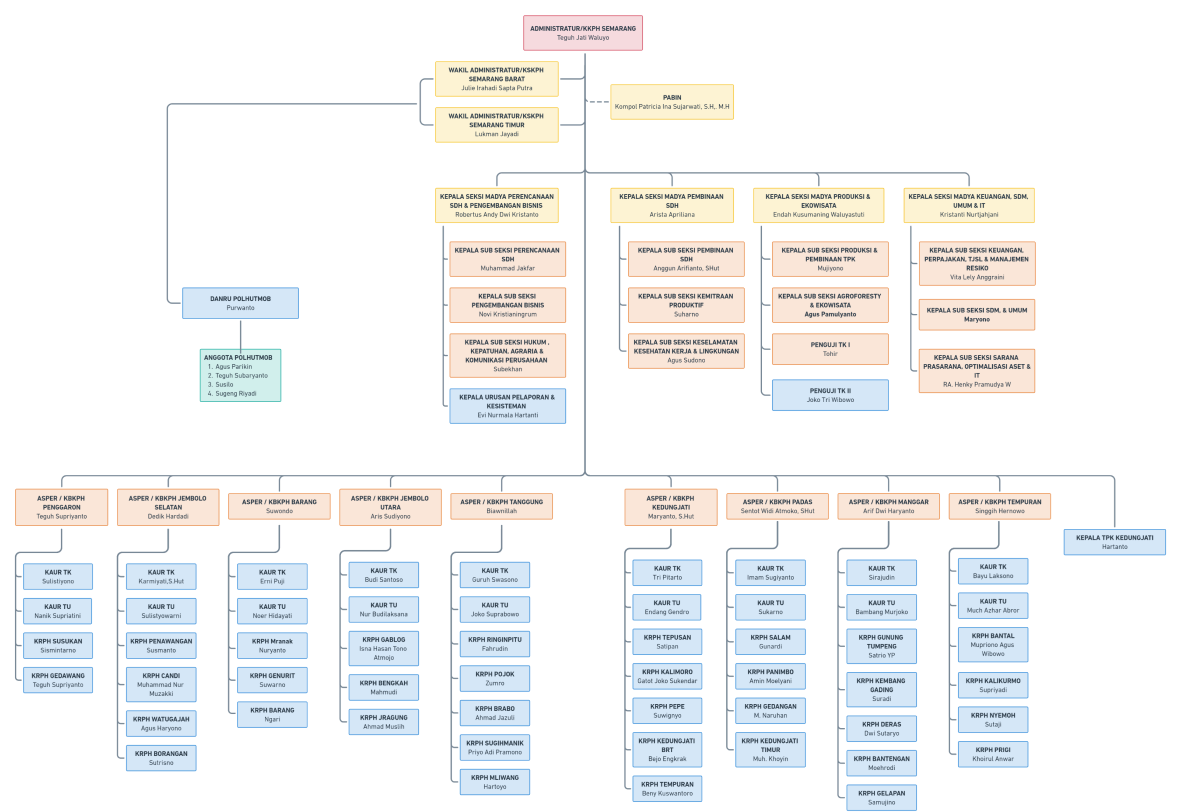 ADMINISTRATUR/KKPH SEMARANG
Teguh Jati Waluyo
WAKIL ADMINISTRATUR/KSKPH
SEMARANG BARAT
Julie Irahadi Sapta Putra
PABIN
Kompol Patricia Ina Sujarwati, S.H,. M.H
WAKIL ADMINISTRATUR/KSKPH
SEMARANG TIMUR
Lukman Jayadi
KEPALA SEKSI MADYA PERENCANAAN
SDH & PENGEMBANGAN BISNIS
Robertus Andy Dwi Kristanto
KEPALA SEKSI MADYA PEMBINAAN
SDH
Arista Apriliana
KEPALA SEKSI MADYA PRODUKSI &
EKOWISATA
Endah Kusumaning Waluyastuti
KEPALA SEKSI MADYA KEUANGAN, SDM,
UMUM & IT
Kristanti Nurtjahjani
KEPALA SUB SEKSI PERENCANAAN
SDH
Muhammad Jakfar
KEPALA SUB SEKSI
PENGEMBANGAN BISNIS
Novi Kristianingrum
KEPALA SUB SEKSI HUKUM ,
KEPATUHAN, AGRARIA &
KOMUNIKASI PERUSAHAAN
Subekhan
KEPALA URUSAN PELAPORAN &
KESISTEMAN
Evi Nurmala Hartanti
KEPALA SUB SEKSI PEMBINAAN
SDH
Anggun Arifianto, SHut
KEPALA SUB SEKSI KEMITRAAN
PRODUKTIF
Suharno
KEPALA SUB SEKSI KESELAMATAN
KESEHATAN KERJA & LINGKUNGAN
Agus Sudono
KEPALA SUB SEKSI PRODUKSI &
PEMBINAAN TPK
Mujiyono
KEPALA SUB SEKSI AGROFORESTY
& EKOWISATA
Agus Pamulyanto
PENGUJI TK I
Tohir
PENGUJI TK II
Joko Tri Wibowo
KEPALA SUB SEKSI KEUANGAN,
PERPAJAKAN, TJSL & MANAJEMEN
RESIKO
Vita Lely Anggraini
KEPALA SUB SEKSI SDM, & UMUM
Maryono
KEPALA SUB SEKSI SARANA
PRASARANA, OPTIMALISASI ASET &
IT
RA. Henky Pramudya W
DANRU POLHUTMOB
Purwanto
ANGGOTA POLHUTMOB
1. Agus Parikin
2. Teguh Subaryanto
3. Susilo
4. Sugeng Riyadi
ASPER / KBKPH
PENGGARON
Teguh Supriyanto
KAUR TK
Sulistiyono
KAUR TU
Nanik Supriatini
KRPH SUSUKAN
Sismintarno
KRPH GEDAWANG
Teguh Supriyanto
ASPER / KBKPH JEMBOLO
SELATAN
Dedik Hardadi
KAUR TK
Karmiyati,S.Hut
KAUR TU
Sulistyowarni
KRPH PENAWANGAN
Susmanto
KRPH CANDI
Muhammad Nur
Muzakki
KRPH WATUGAJAH
Agus Haryono
KRPH BORANGAN
Sutrisno
ASPER / KBKPH BARANG
Suwondo
KAUR TK
Erni Puji
KAUR TU
Noer Hidayati
KRPH Mranak
Nuryanto
KRPH GENURIT
Suwarno
KRPH BARANG
Ngari
ASPER / KBKPH JEMBOLO
UTARA
Aris Sudiyono
KAUR TK
Budi Santoso
KAUR TU
Nur Budilaksana
KRPH GABLOG
Isna Hasan Tono
Atmojo
KRPH BENGKAH
Mahmudi
KRPH JRAGUNG
Ahmad Muslih
ASPER / KBKPH TANGGUNG
Biawnillah
KAUR TK
Guruh Swasono
KAUR TU
Joko Suprabowo
KRPH RINGINPITU
Fahrudin
KRPH POJOK
Zumro
KRPH BRABO
Ahmad Jazuli
KRPH SUGIHMANIK
Priyo Adi Pramono
KRPH MLIWANG
Hartoyo
ASPER / KBKPH
KEDUNGJATI
Maryanto, S.Hut
KAUR TK
Tri Pitarto
KAUR TU
Endang Gendro
KRPH TEPUSAN
Satipan
KRPH KALIMORO
Gatot Joko Sukendar
KRPH PEPE
Suwignyo
KRPH KEDUNGJATI
BRT
Bejo Engkrak
KRPH TEMPURAN
Beny Kuswantoro
ASPER / KBKPH PADAS
Sentot Widi Atmoko, SHut
KAUR TK
Imam Sugiyanto
KAUR TU
Sukarno
KRPH SALAM
Gunardi
KRPH PANIMBO
Amin Moelyani
KRPH GEDANGAN
M. Naruhan
KRPH KEDUNGJATI
TIMUR
Muh. Khoyin
ASPER / KBKPH MANGGAR
Arif Dwi Haryanto
KAUR TK
Sirajudin
KAUR TU
Bambang Murjoko
KRPH GUNUNG
TUMPENG
Satrio YP
KRPH KEMBANG
GADING
Suradi
KRPH DERAS
Dwi Sutaryo
KRPH BANTENGAN
Moehrodi
KRPH GELAPAN
Samujino
ASPER / KBKPH TEMPURAN
Singgih Hernowo
KAUR TK
Bayu Laksono
KAUR TU
Much Azhar Abror
KRPH BANTAL
Mupriono Agus
Wibowo
KRPH KALIKURMO
Supriyadi
KRPH NYEMOH
Sutaji
KRPH PRIGI
Khoirul Anwar
KEPALA TPK KEDUNGJATI
Hartanto